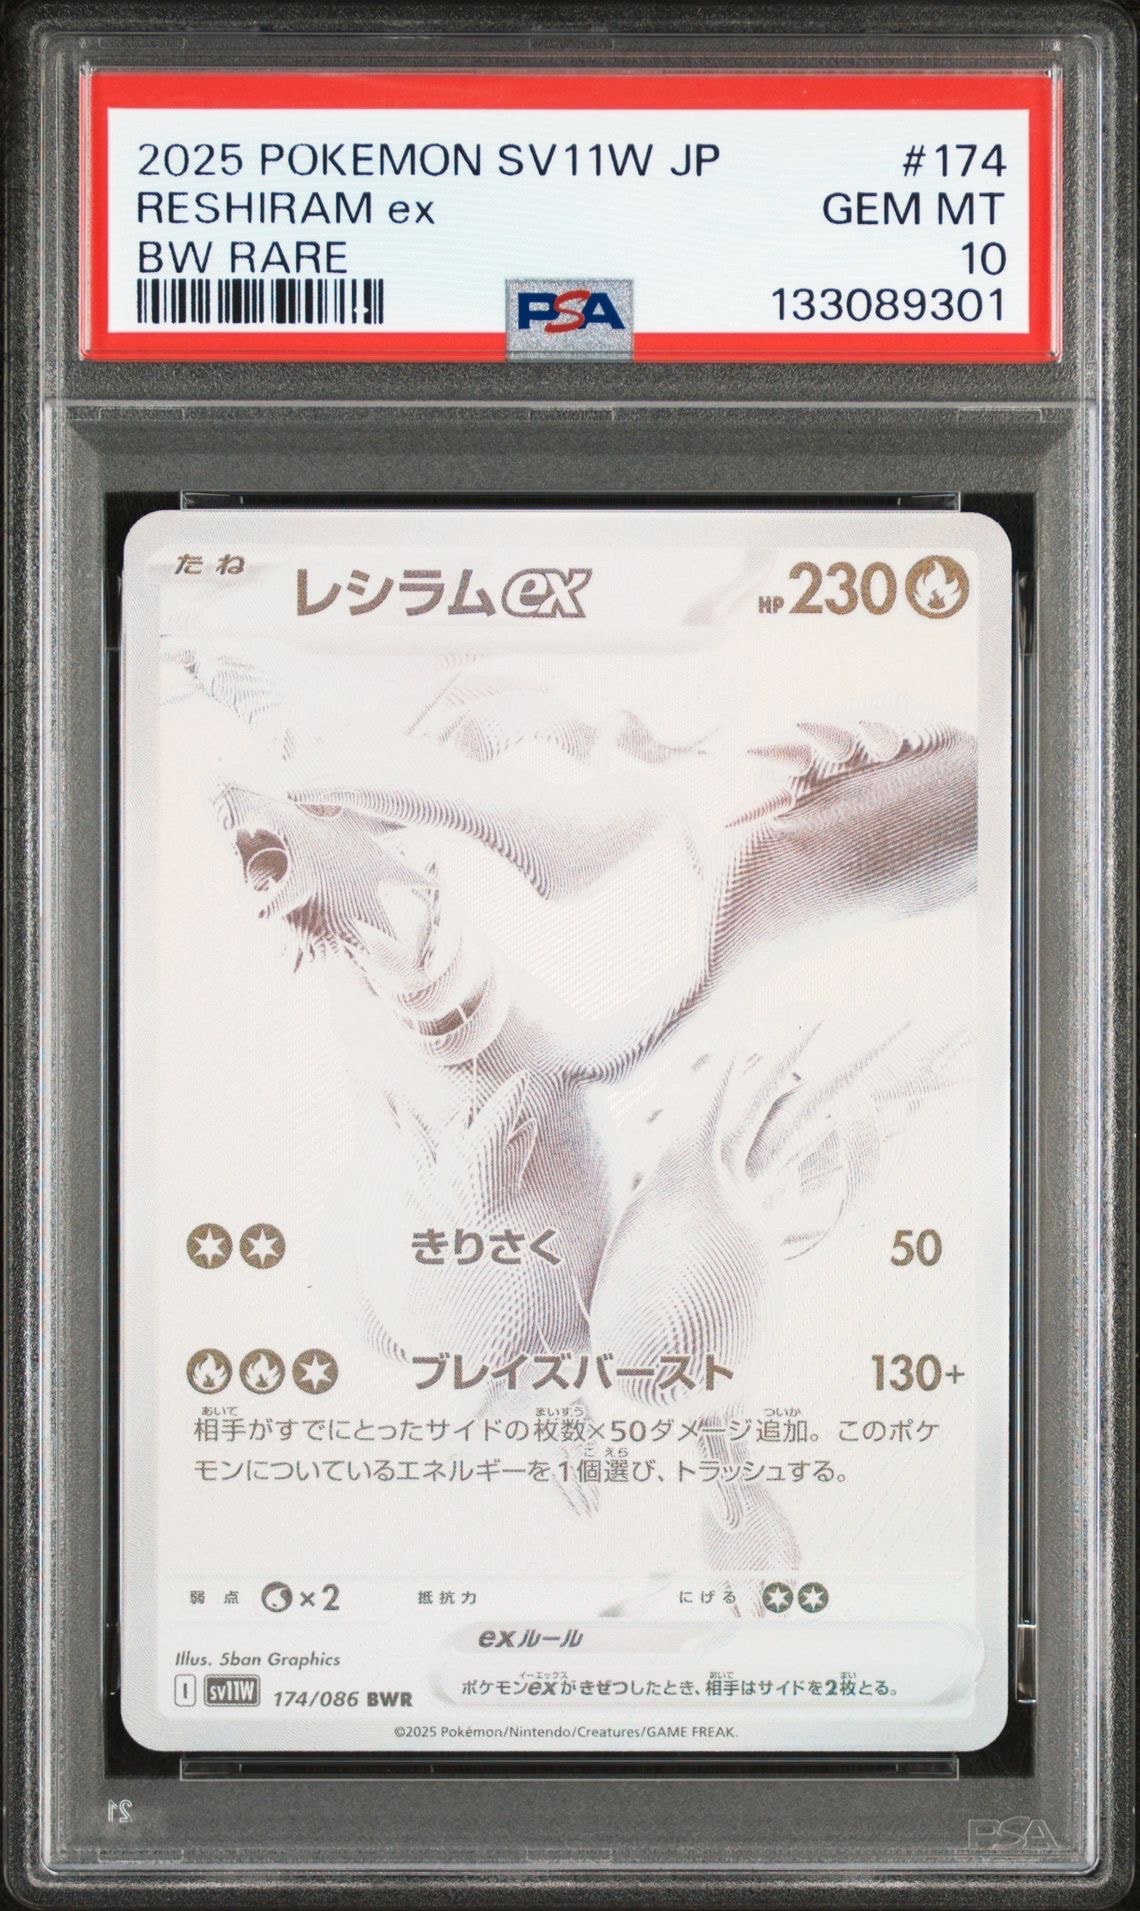 2025 POKEMON SV11W JP #174
RESHIRAM ex GEM MT
BW RARE 10
133089301
PSA
たね レシラムex HP230
きりさく 50
ブレイズバースト 130+
相手がすでにとったサイドの枚数×50ダメージ追加。このポケ
モンについているエネルギーを1個選び、トラッシュする。
弱点 ×2 抵抗力 にげる
exルール
ポケモンexがきぜつしたとき、相手はサイドを2枚とる。
Illus. 5ban Graphics
I sv11W 174/086 BWR
©2025 Pokémon/Nintendo/Creatures/GAME FREAK.
21
PSA